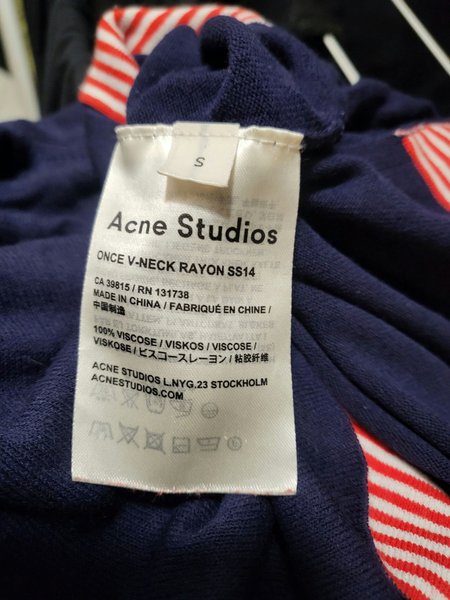 S
Acne Studios
ONCE V-NECK RAYON SS14
CA 39815 / RN 131738
MADE IN CHINA / FABRIQUÉ EN CHINE /
中国制造
100% VISCOSE / VISKOS / VISCOSE /
VISKOSE / ビスコースレーヨン / 粘胶纤维
ACNE STUDIOS L.NYG.23 STOCKHOLM
ACNESTUDIOS.COM